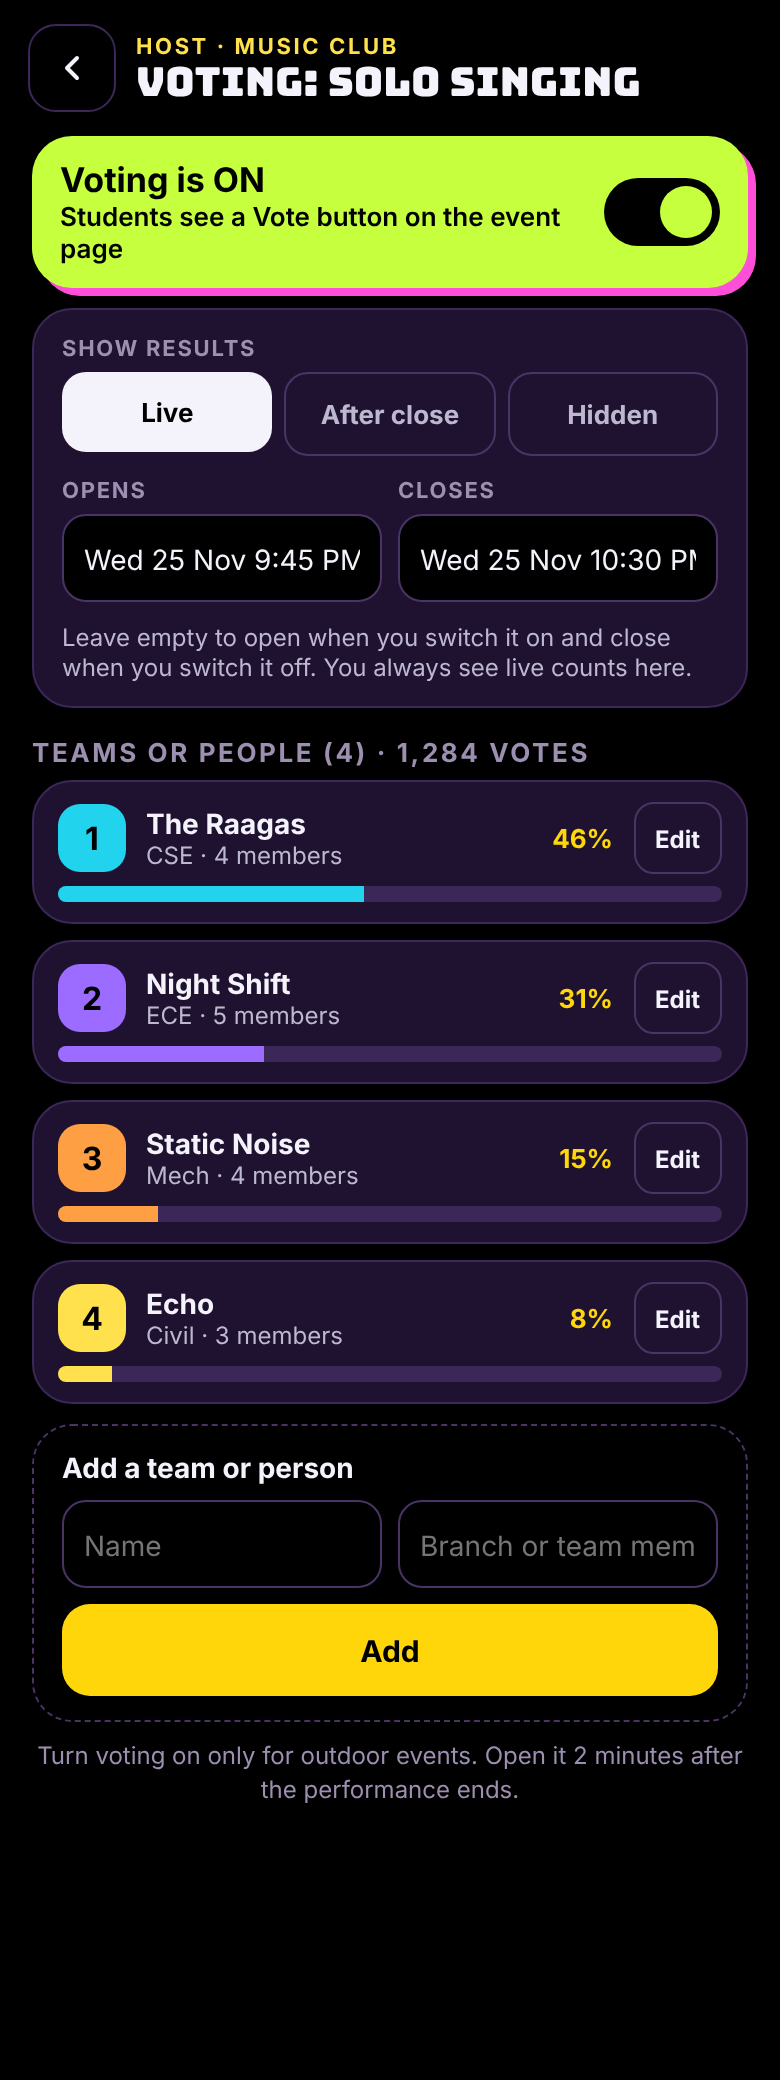 HOST · MUSIC CLUB
VOTING: SOLO SINGING
Voting is ON
Students see a Vote button on the event
page
SHOW RESULTS
Live
After close
Hidden
OPENS
CLOSES
Wed 25 Nov 9:45 PM
Wed 25 Nov 10:30 PM
Leave empty to open when you switch it on and close
when you switch it off. You always see live counts here.
TEAMS OR PEOPLE (4) · 1,284 VOTES
1
The Raagas
CSE · 4 members
46%
Edit
2
Night Shift
ECE · 5 members
31%
Edit
3
Static Noise
Mech · 4 members
15%
Edit
4
Echo
Civil · 3 members
8%
Edit
Add a team or person
Name
Branch or team mem
Add
Turn voting on only for outdoor events. Open it 2 minutes after
the performance ends.